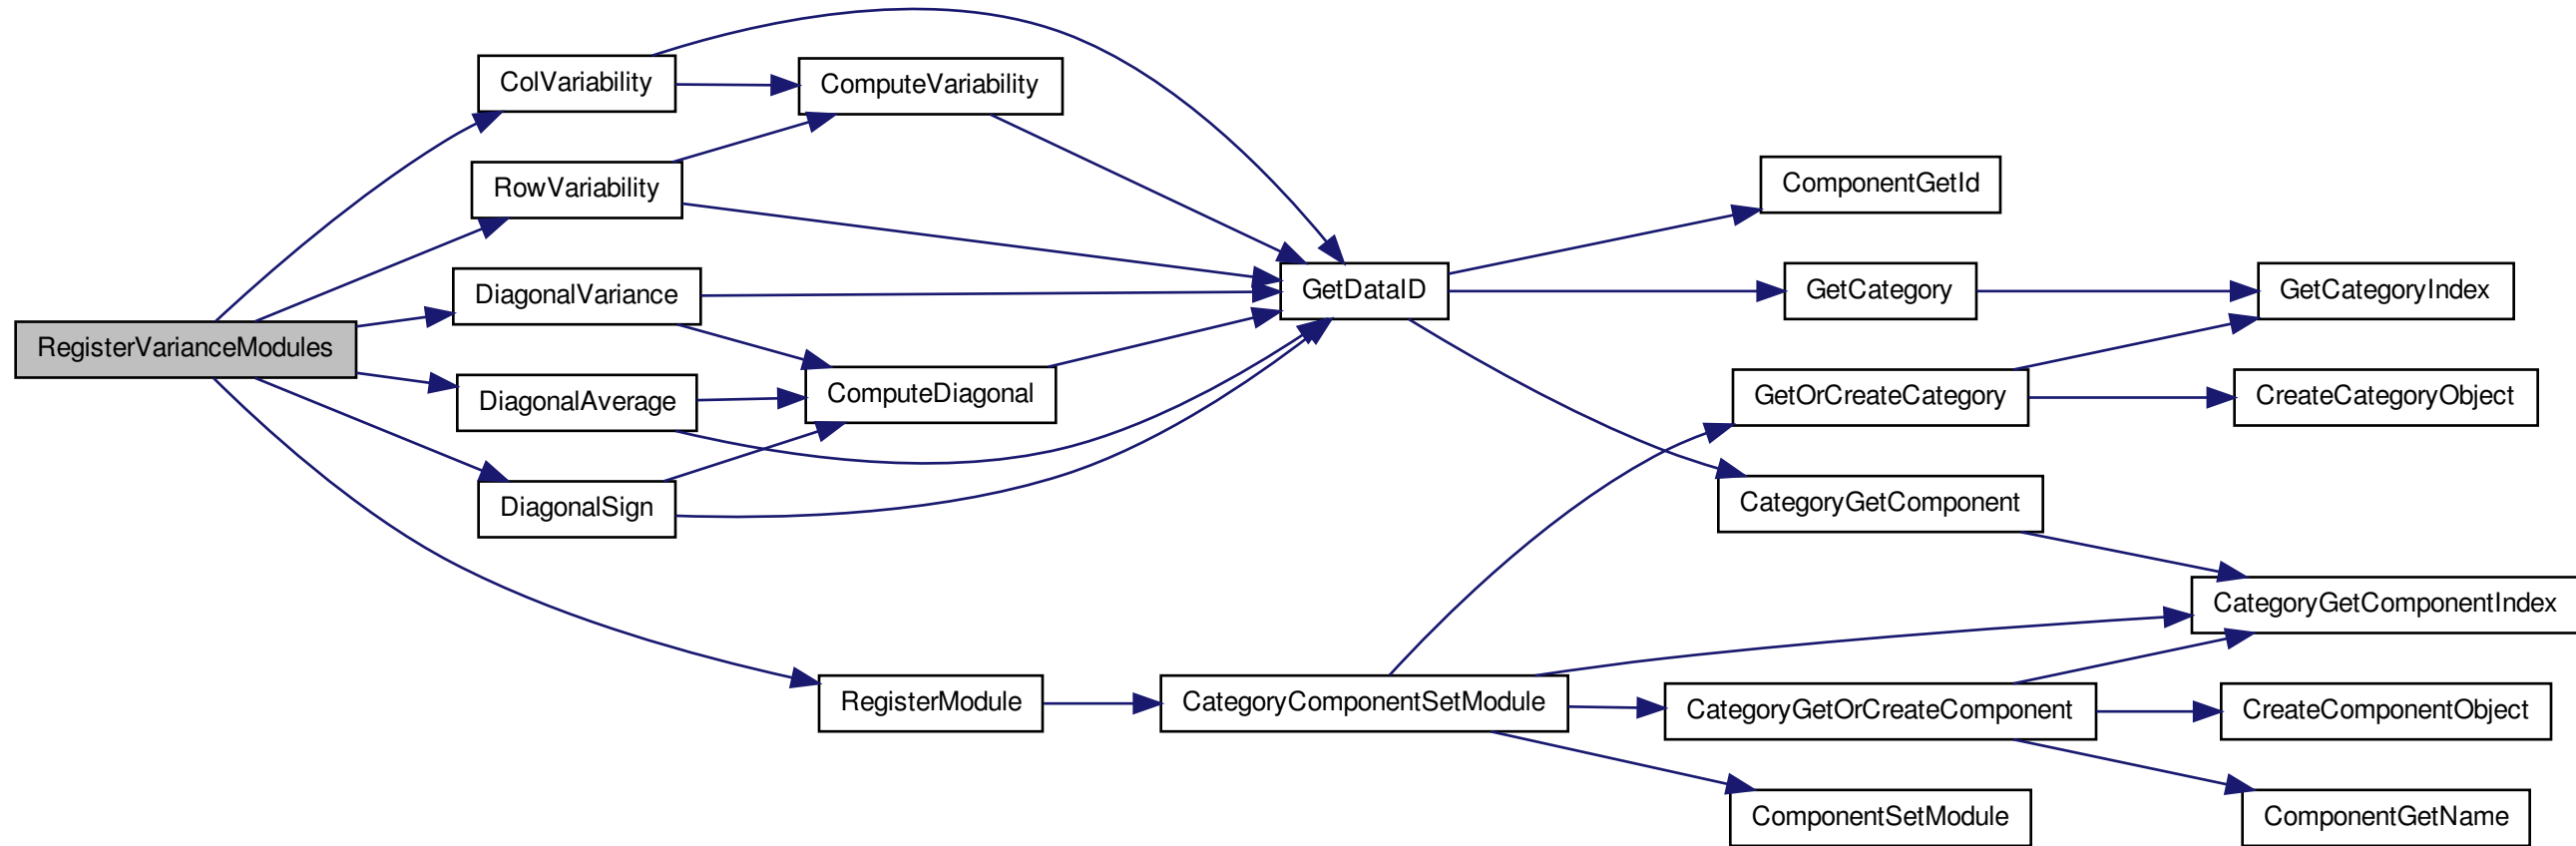 ColVariability
ComputeVariability
RowVariability
ComponentGetId
DiagonalVariance
GetDataID
GetCategory
GetCategoryIndex
RegisterVarianceModules
DiagonalAverage
ComputeDiagonal
GetOrCreateCategory
CreateCategoryObject
DiagonalSign
CategoryGetComponent
CategoryGetComponentIndex
RegisterModule
CategoryComponentSetModule
CategoryGetOrCreateComponent
CreateComponentObject
ComponentSetModule
ComponentGetName